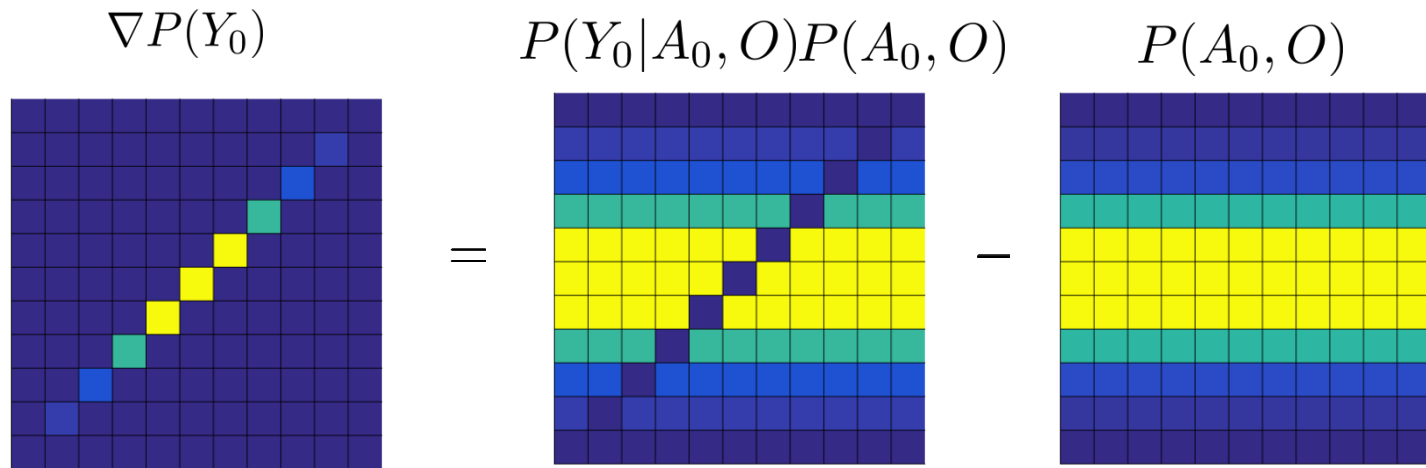 ∇P(Y₀) P(Y₀|A₀, O)P(A₀, O) P(A₀, O)
= −